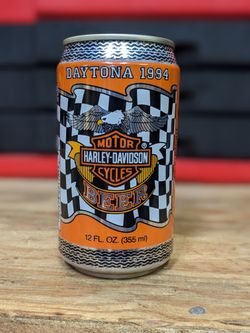 DAYTONA 1994
MOTOR
HARLEY-DAVIDSON
CYCLES
BEER
12 FL. OZ. (355 ml)